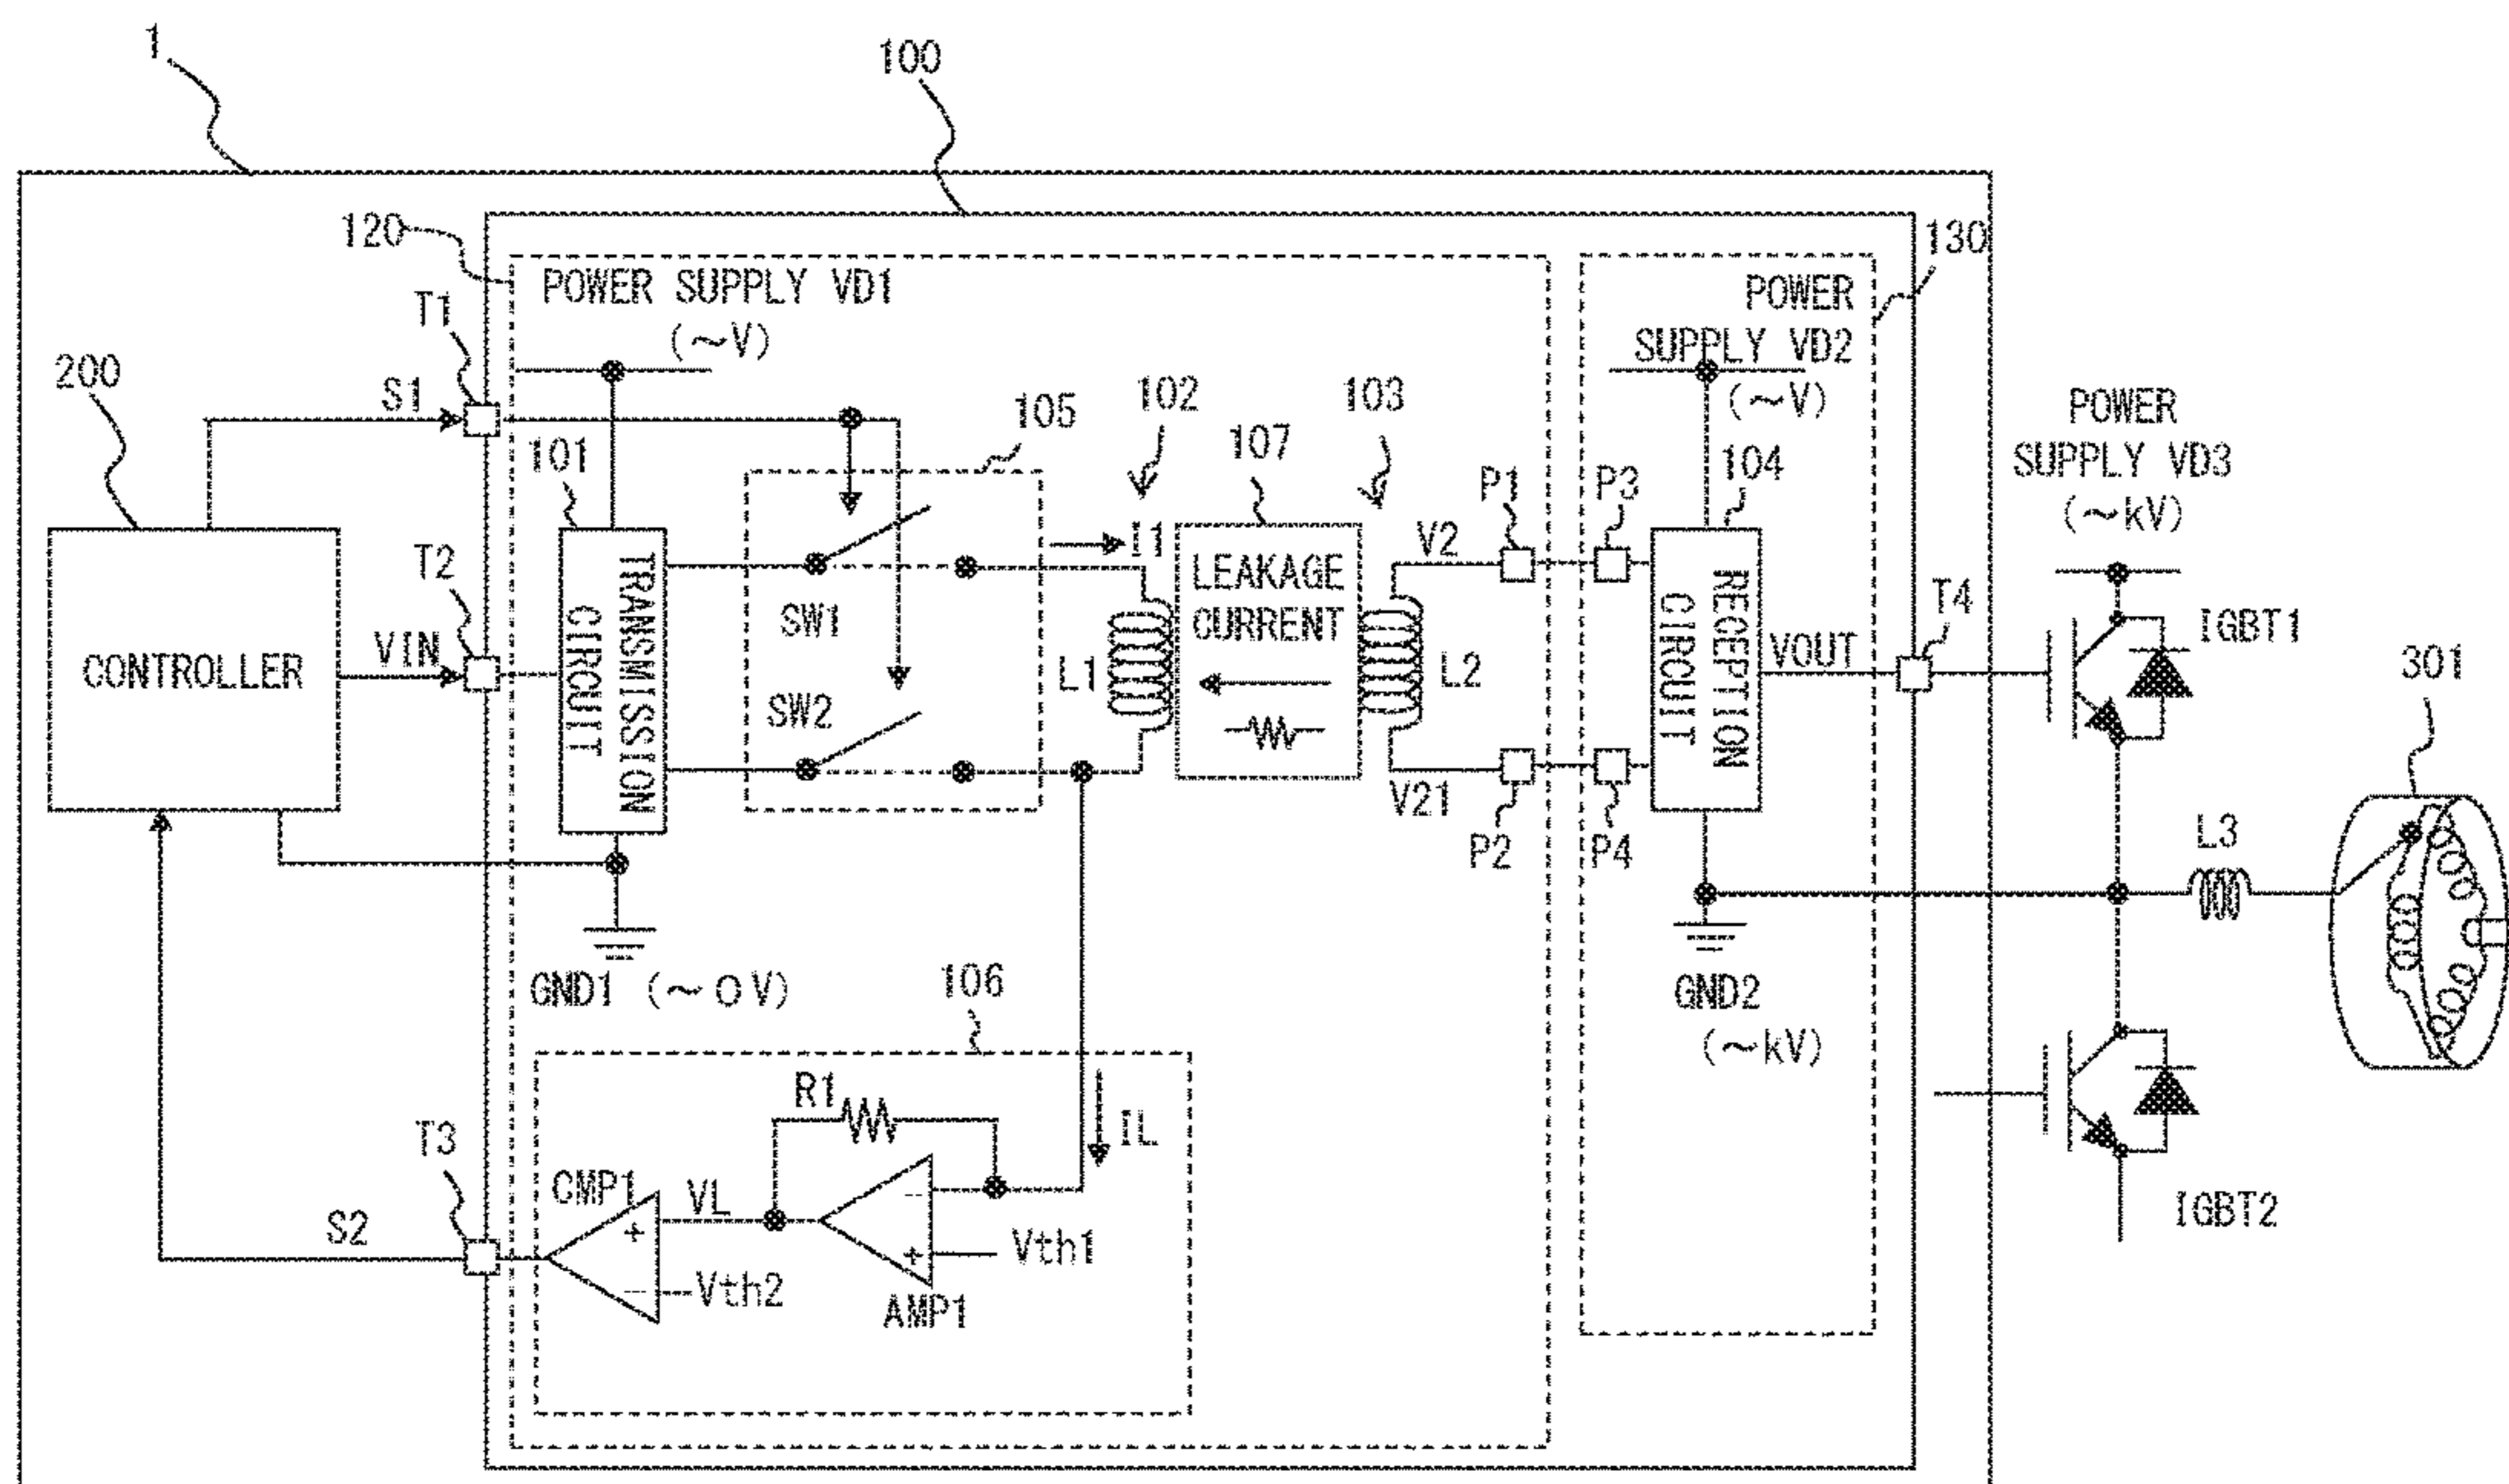 1
100
120
130
POWER SUPPLY VD1
(~V)
POWER
SUPPLY VD2
(~V)
T1
200
S1
101
105
102
107
103
104
P1
P3
POWER
SUPPLY VD3
(~kV)
T2
I1
V2
T4
CONTROLLER
VIN
TRANSMISSION
CIRCUIT
SW1
SW2
L1
LEAKAGE
CURRENT
L2
RECEPTION
CIRCUIT
VOUT
IGBT1
301
V21
P2
P4
L3
GND1 (~0V)
106
GND2
(~kV)
R1
IL
T3
CMP1
VL
+
-
Vth1
+
-
Vth2
AMP1
S2
IGBT2